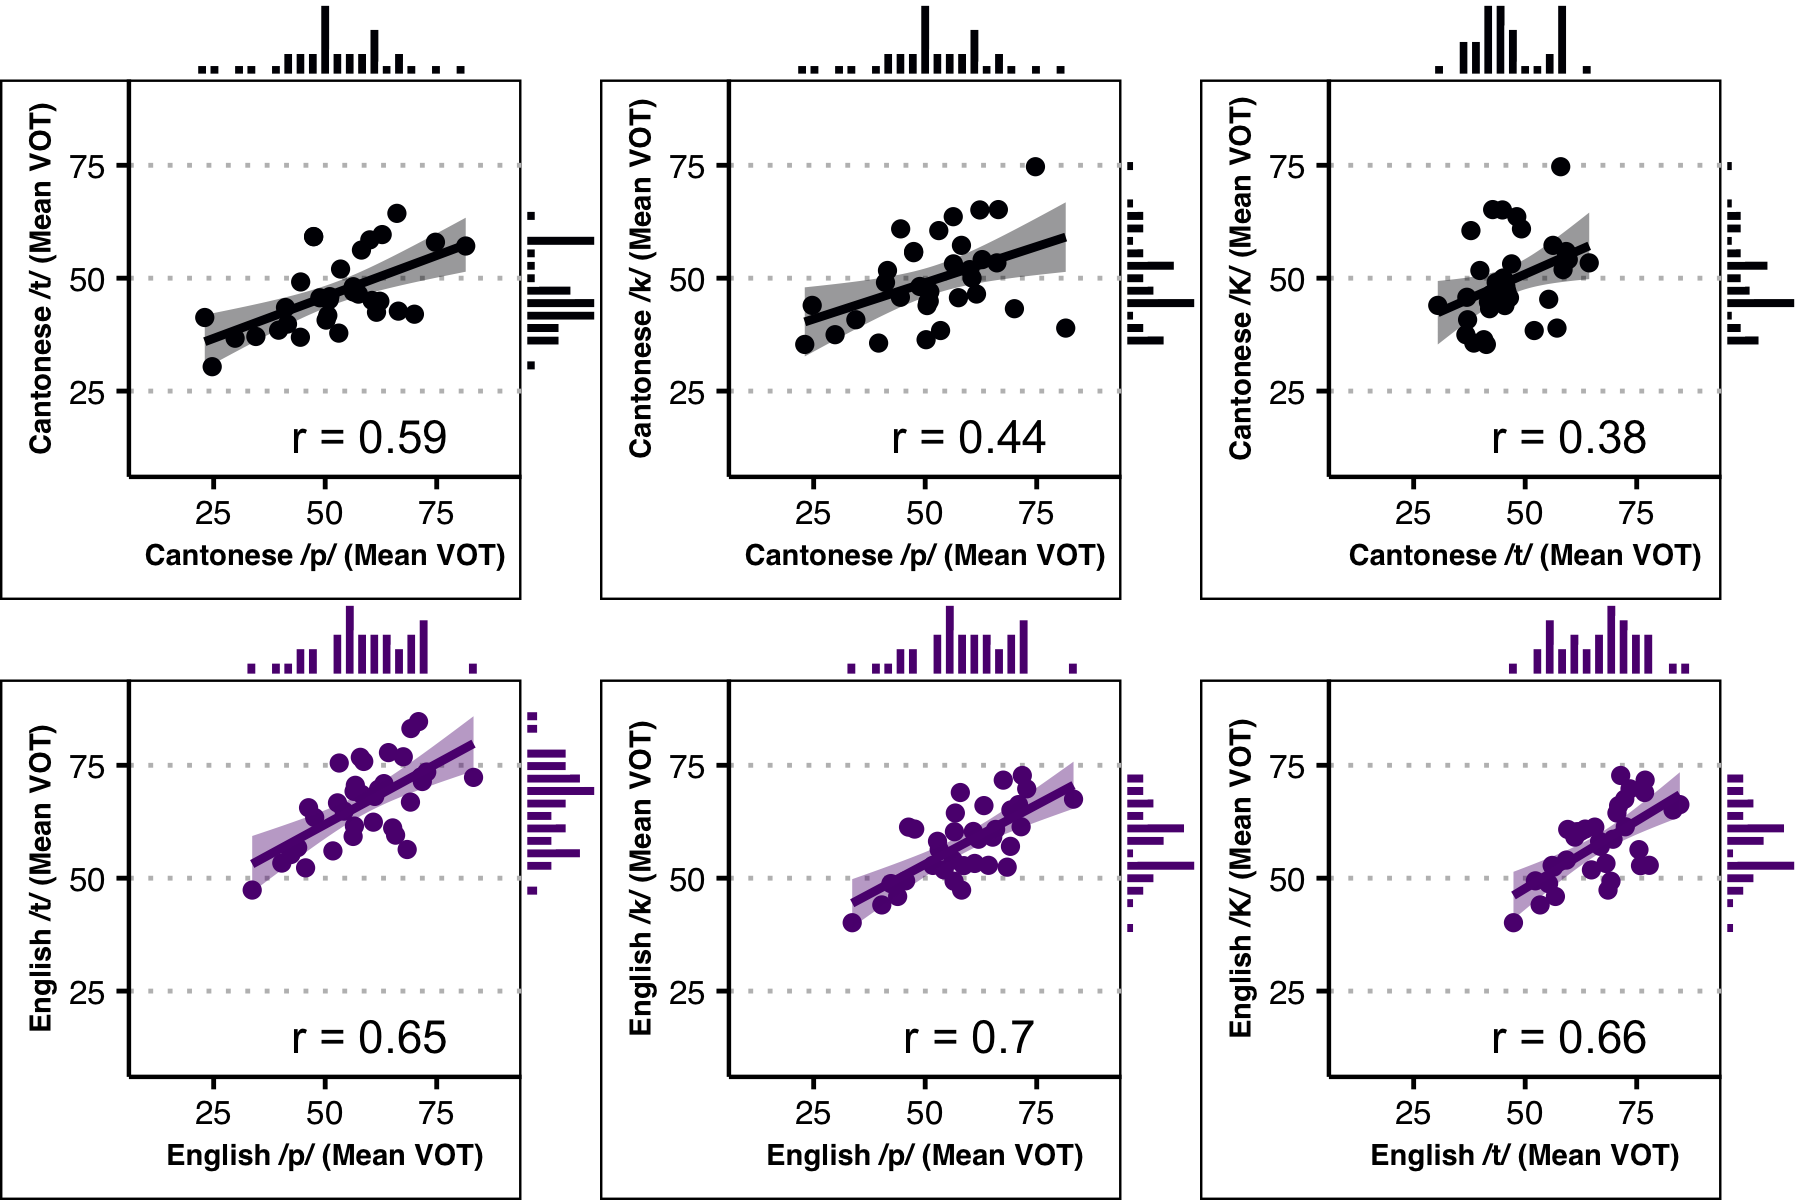 Cantonese /t/ (Mean VOT)
75
50
25
r = 0.59
25 50 75
Cantonese /p/ (Mean VOT)
Cantonese /k/ (Mean VOT)
75
50
25
r = 0.44
25 50 75
Cantonese /p/ (Mean VOT)
Cantonese /K/ (Mean VOT)
75
50
25
r = 0.38
25 50 75
Cantonese /t/ (Mean VOT)
English /t/ (Mean VOT)
75
50
25
r = 0.65
25 50 75
English /p/ (Mean VOT)
English /k/ (Mean VOT)
75
50
25
r = 0.7
25 50 75
English /p/ (Mean VOT)
English /K/ (Mean VOT)
75
50
25
r = 0.66
25 50 75
English /t/ (Mean VOT)